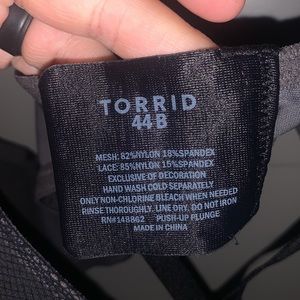 TORRID
44B
MESH: 82%NYLON 18%SPANDEX
LACE: 85%NYLON 15%SPANDEX
EXCLUSIVE OF DECORATION
HAND WASH COLD SEPARATELY
ONLY NON-CHLORINE BLEACH WHEN NEEDED
RINSE THOROUGHLY. LINE DRY. DO NOT IRON
RN#148862 PUSH-UP PLUNGE
MADE IN CHINA